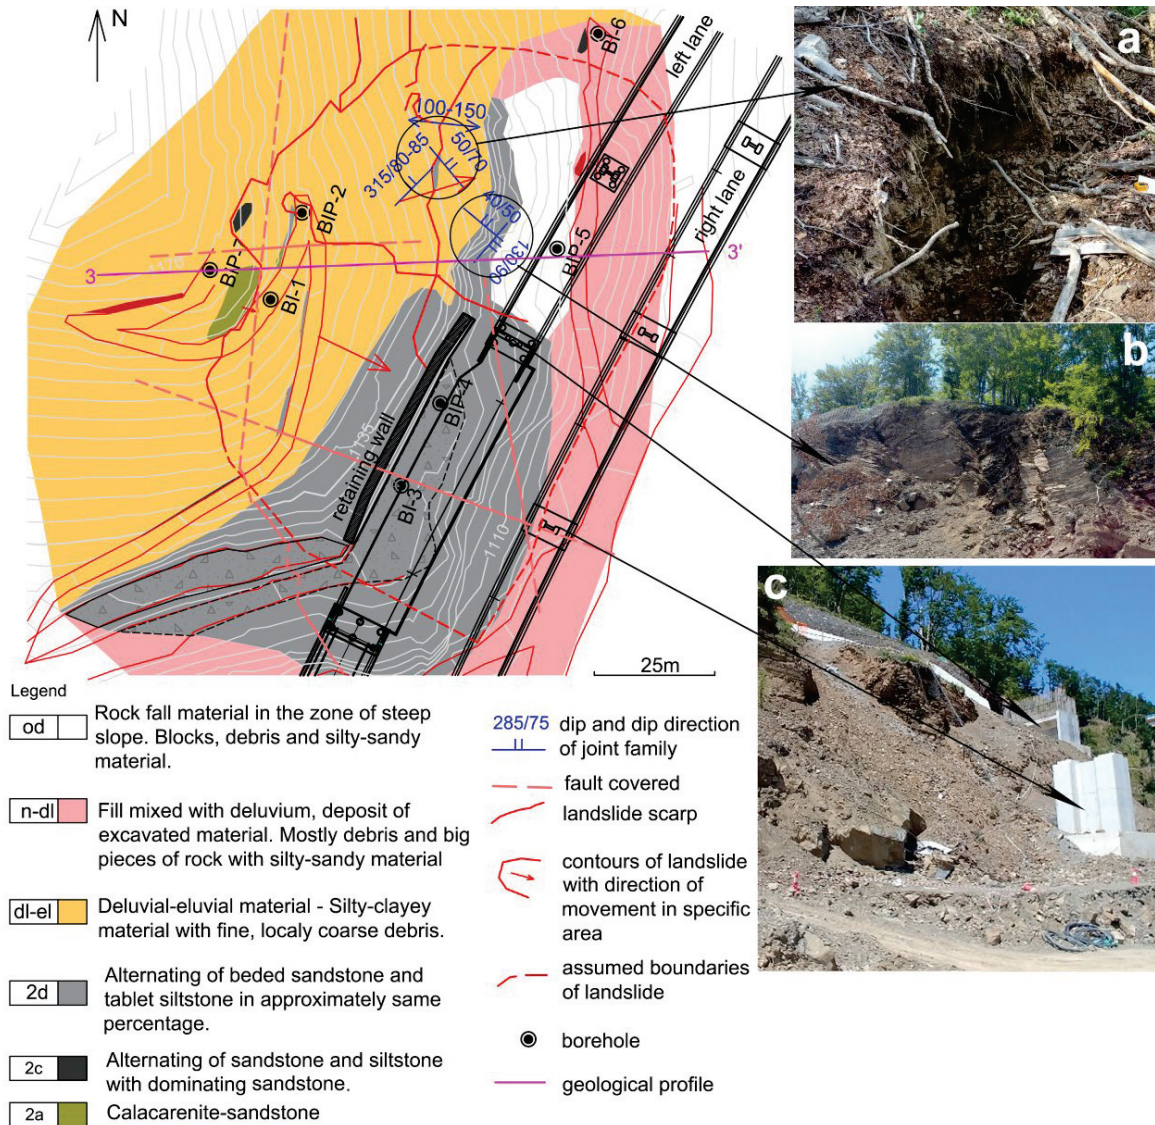 N
BI-6
left lane
a
100-150
50/70
315/80-85
right lane
BIP-2
40/50
130/90
BIP-5
3
1170
BIP-7
3'
BI-1
b
BIP-4
1135
retaining wall
BI-3
1110
c
25m
Legend
od
Rock fall material in the zone of steep
slope. Blocks, debris and silty-sandy
material.
n-dl
Fill mixed with deluvium, deposit of
excavated material. Mostly debris and big
pieces of rock with silty-sandy material
dl-el
Deluvial-eluvial material - Silty-clayey
material with fine, localy coarse debris.
2d
Alternating of beded sandstone and
tablet siltstone in approximately same
percentage.
2c
Alternating of sandstone and siltstone
with dominating sandstone.
2a
Calacarenite-sandstone
285/75
dip and dip direction
of joint family
fault covered
landslide scarp
contours of landslide
with direction of
movement in specific
area
assumed boundaries
of landslide
borehole
geological profile